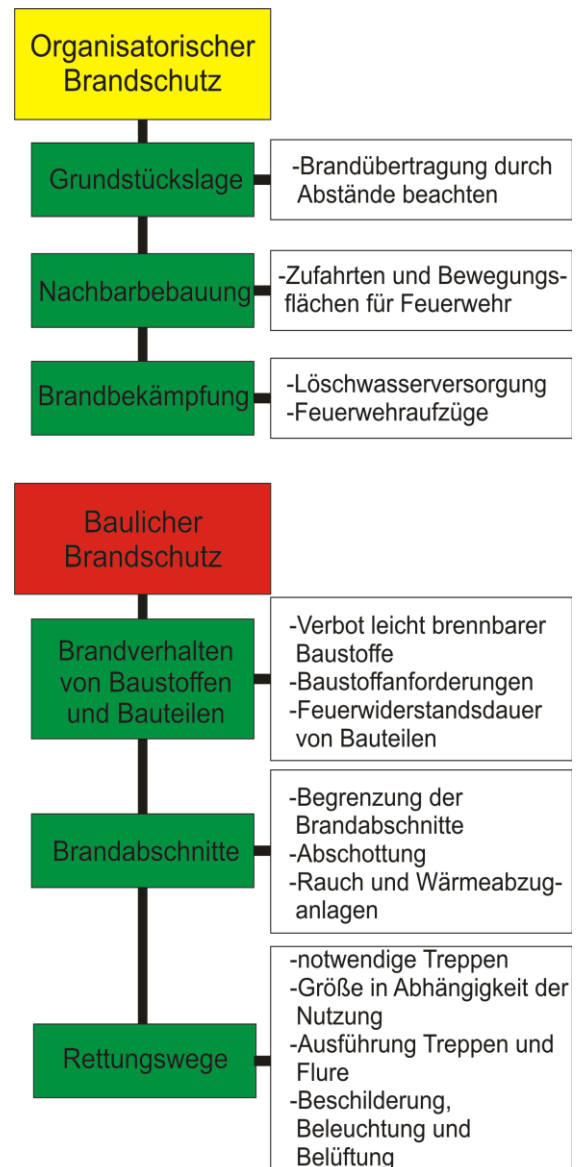 Organisatorischer
Brandschutz
Grundstückslage
-Brandübertragung durch
Abstände beachten
Nachbarbebauung
-Zufahrten und Bewegungs-
flächen für Feuerwehr
Brandbekämpfung
-Löschwasserversorgung
-Feuerwehraufzüge
Baulicher
Brandschutz
Brandverhalten
von Baustoffen
und Bauteilen
-Verbot leicht brennbarer
Baustoffe
-Baustoffanforderungen
-Feuerwiderstandsdauer
von Bauteilen
Brandabschnitte
-Begrenzung der
Brandabschnitte
-Abschottung
-Rauch und Wärmeabzug-
anlagen
Rettungswege
-notwendige Treppen
-Größe in Abhängigkeit der
Nutzung
-Ausführung Treppen und
Flure
-Beschilderung,
Beleuchtung und
Belüftung